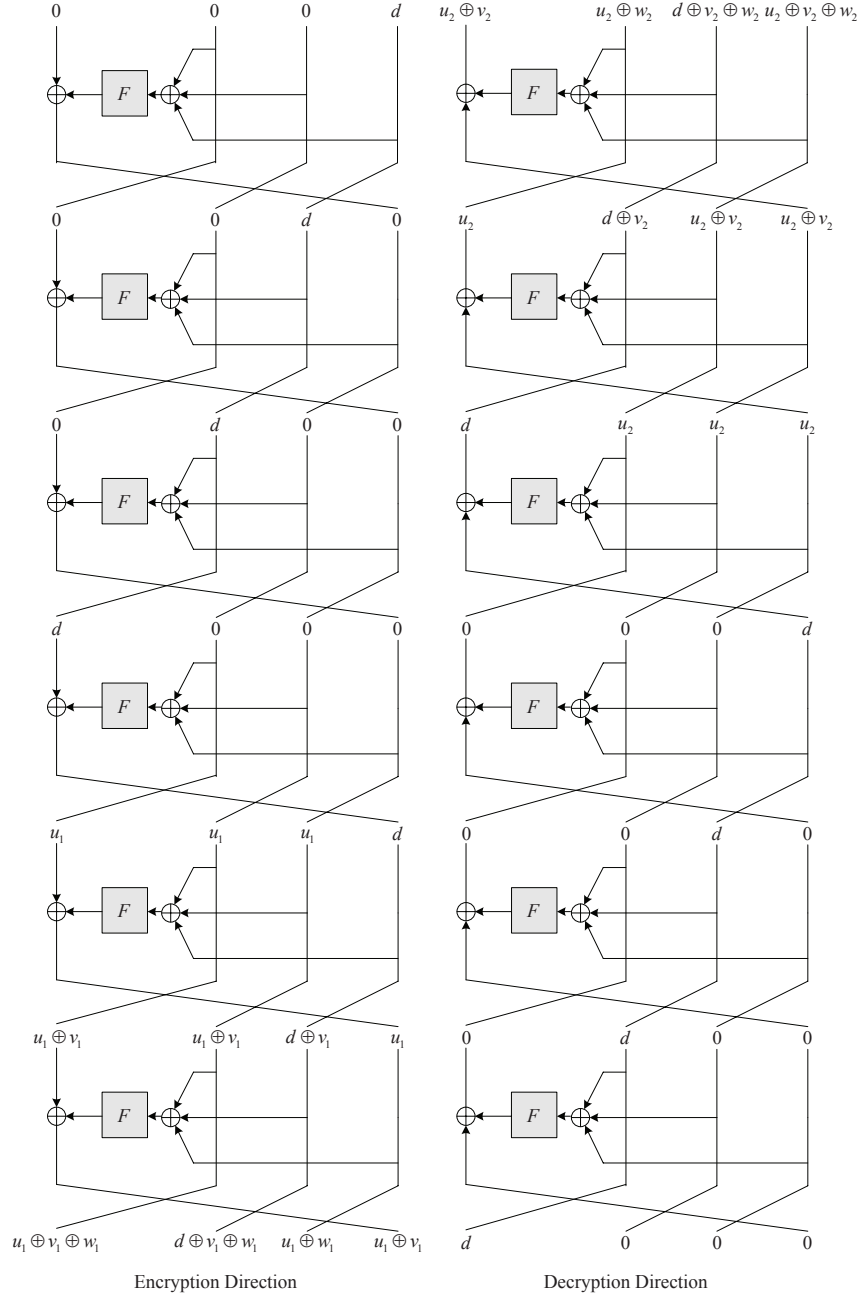 0 0 0 d u₂ ⊕ v₂ u₂ ⊕ w₂ d ⊕ v₂ ⊕ w₂ u₂ ⊕ v₂ ⊕ w₂
F F
0 0 d 0 u₂ d ⊕ v₂ u₂ ⊕ v₂ u₂ ⊕ v₂
F F
0 d 0 0 d u₂ u₂ u₂
F F
d 0 0 0 0 0 0 d
F F
u₁ u₁ u₁ d 0 0 d 0
F F
u₁ ⊕ v₁ u₁ ⊕ v₁ d ⊕ v₁ u₁ 0 d 0 0
F F
u₁ ⊕ v₁ ⊕ w₁ d ⊕ v₁ ⊕ w₁ u₁ ⊕ w₁ u₁ ⊕ v₁ d 0 0 0
Encryption Direction Decryption Direction